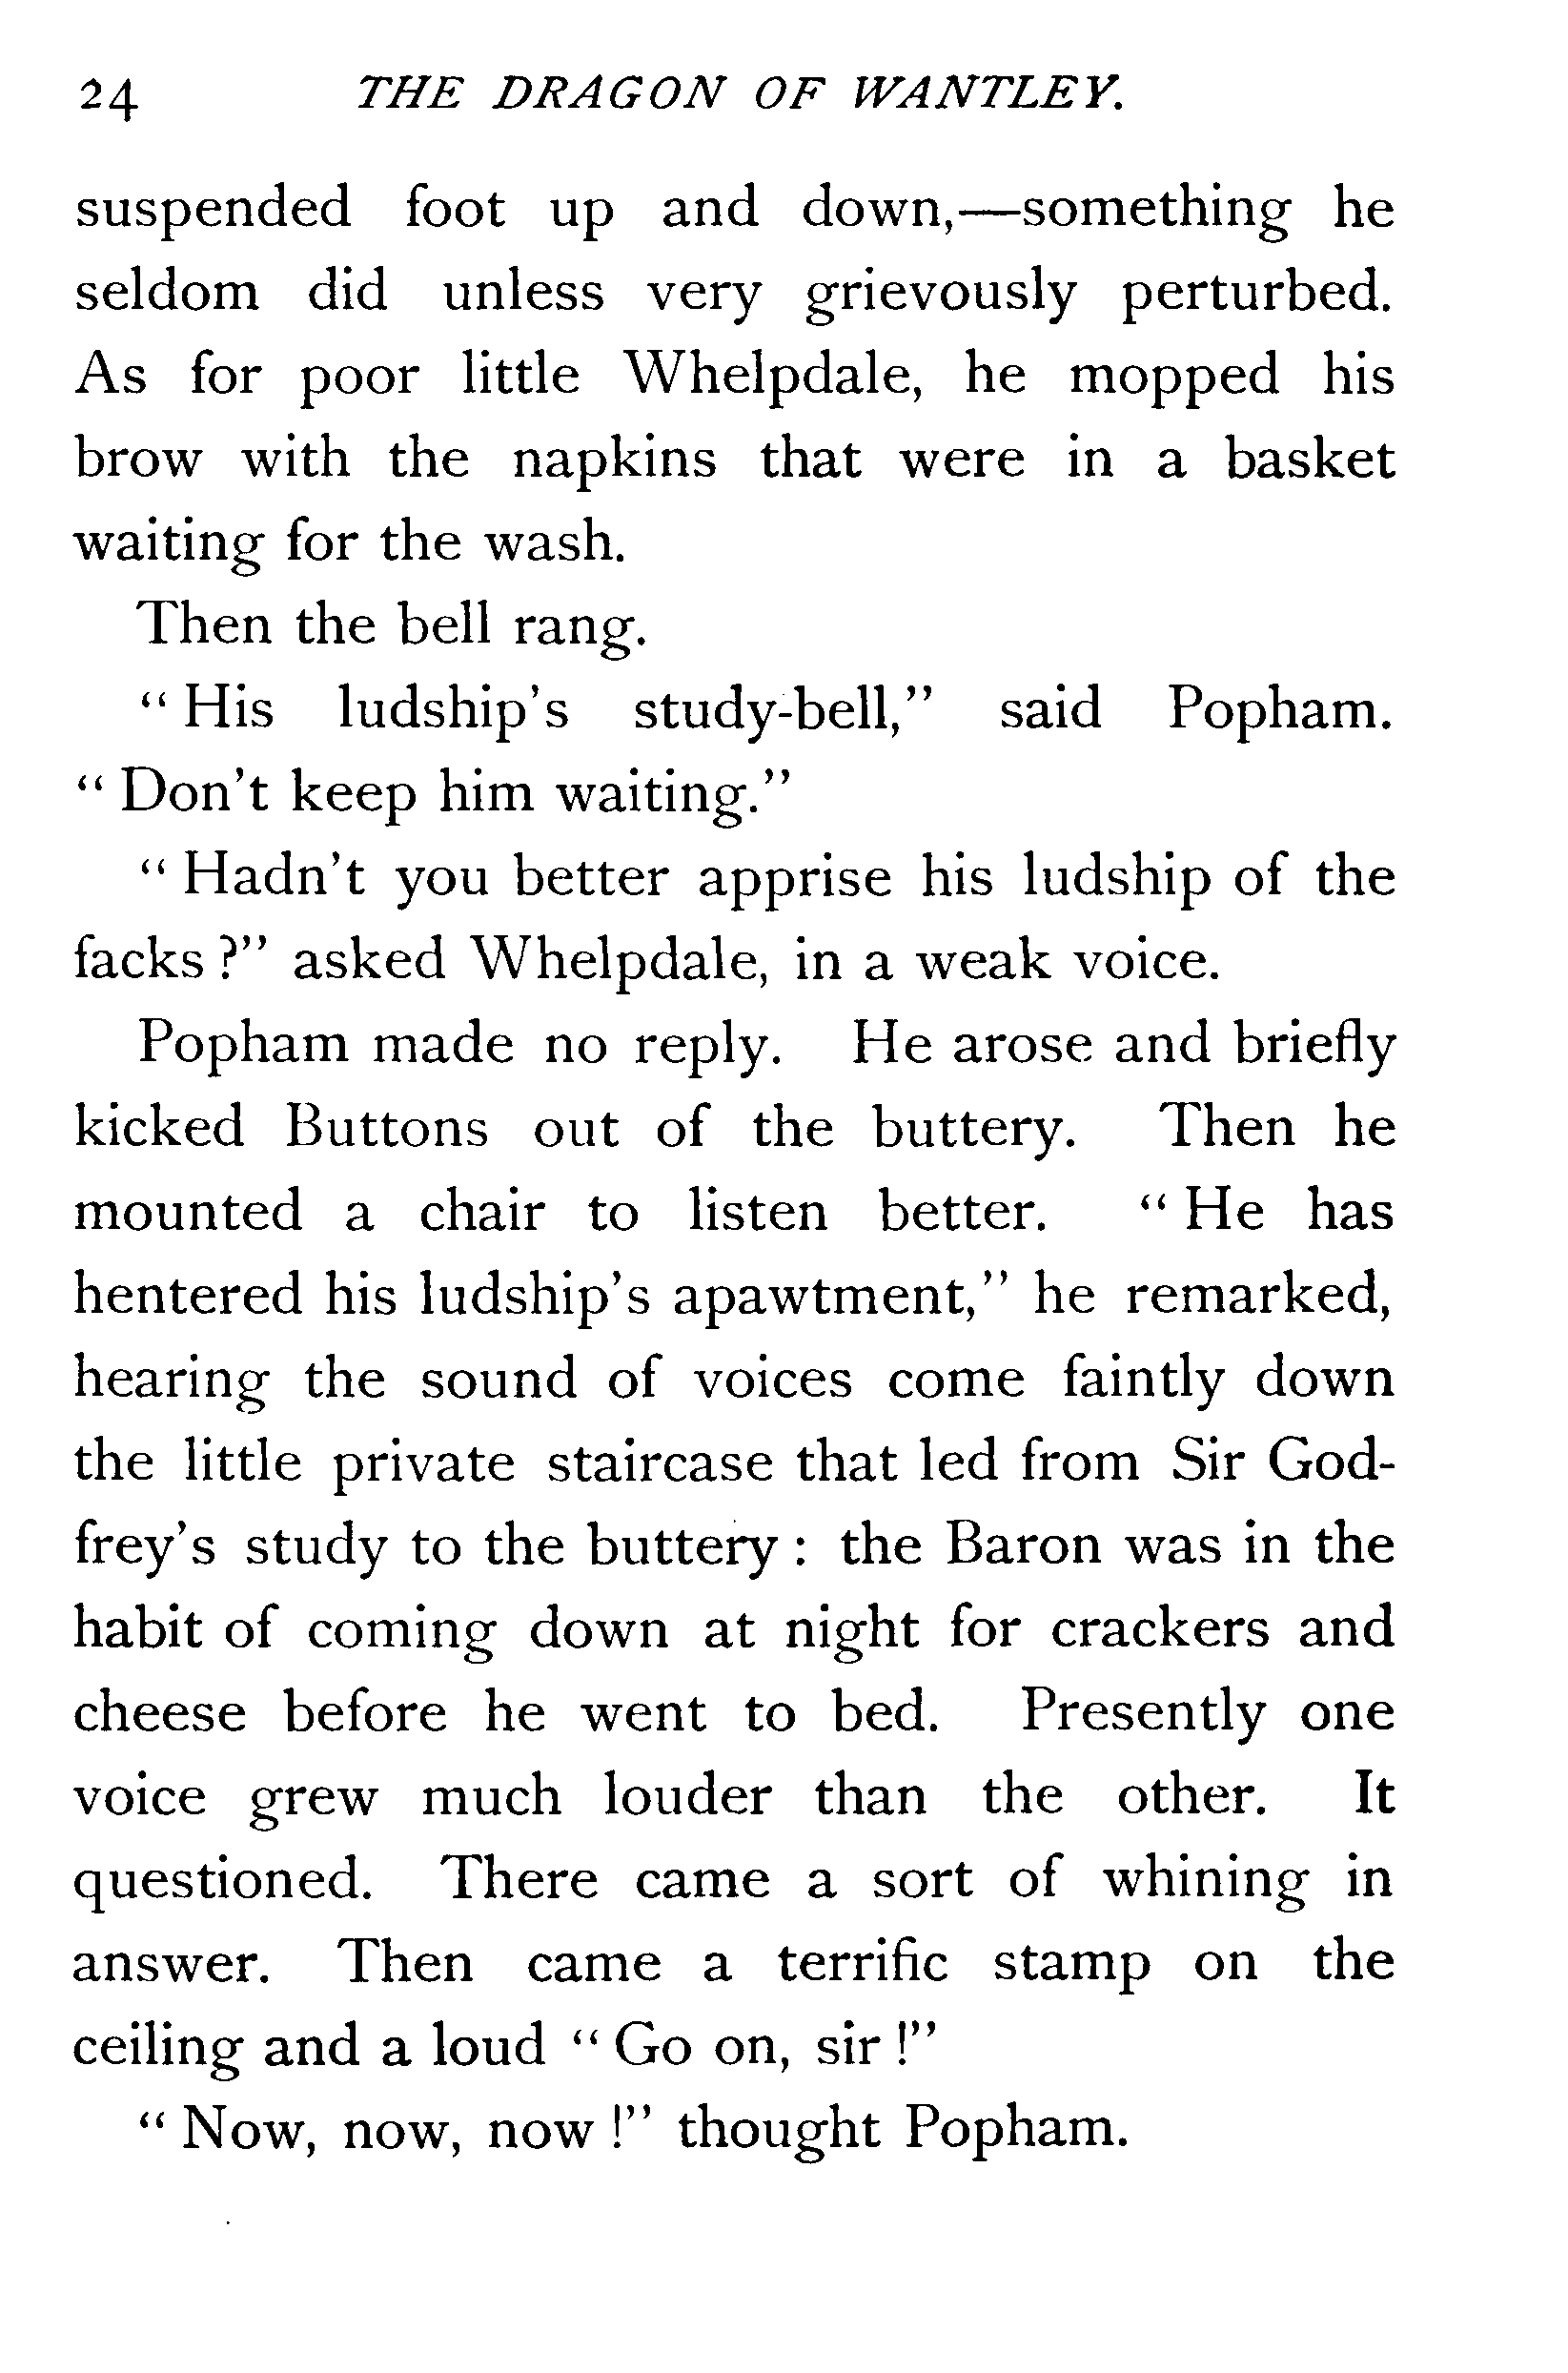 24 THE DRAGON OF WANTLEY.
suspended foot up and down,—something he
seldom did unless very grievously perturbed.
As for poor little Whelpdale, he mopped his
brow with the napkins that were in a basket
waiting for the wash.
Then the bell rang.
“ His ludship’s study-bell,” said Popham.
“ Don’t keep him waiting.”
“ Hadn’t you better apprise his ludship of the
facks ?” asked Whelpdale, in a weak voice.
Popham made no reply. He arose and briefly
kicked Buttons out of the buttery. Then he
mounted a chair to listen better. “ He has
hentered his ludship’s apawtment,” he remarked,
hearing the sound of voices come faintly down
the little private staircase that led from Sir God-
frey’s study to the buttery : the Baron was in the
habit of coming down at night for crackers and
cheese before he went to bed. Presently one
voice grew much louder than the other. It
questioned. There came a sort of whining in
answer. Then came a terrific stamp on the
ceiling and a loud “ Go on, sir !”
“ Now, now, now !” thought Popham.